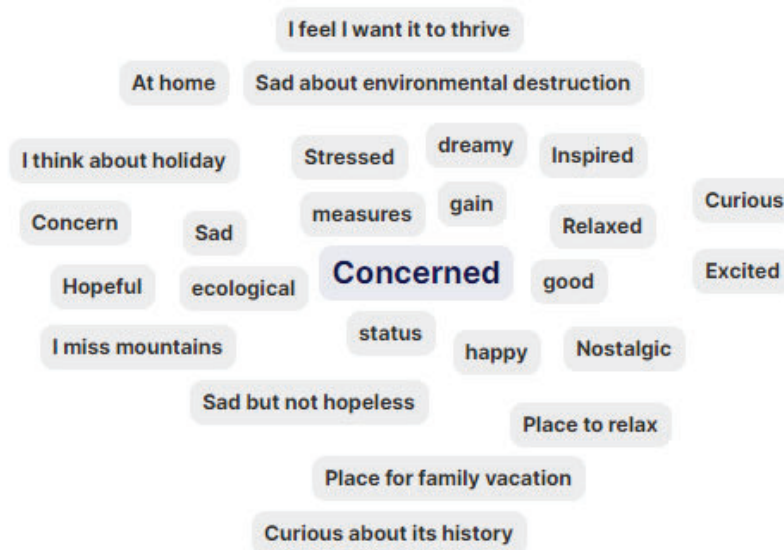 I feel I want it to thrive
At home
Sad about environmental destruction
dreamy
Inspired
Stressed
I think about holiday
Curious
gain
measures
Concern
Relaxed
Sad
Excited
Concerned
good
Hopeful
ecological
status
I miss mountains
happy
Nostalgic
Sad but not hopeless
Place to relax
Place for family vacation
Curious about its history